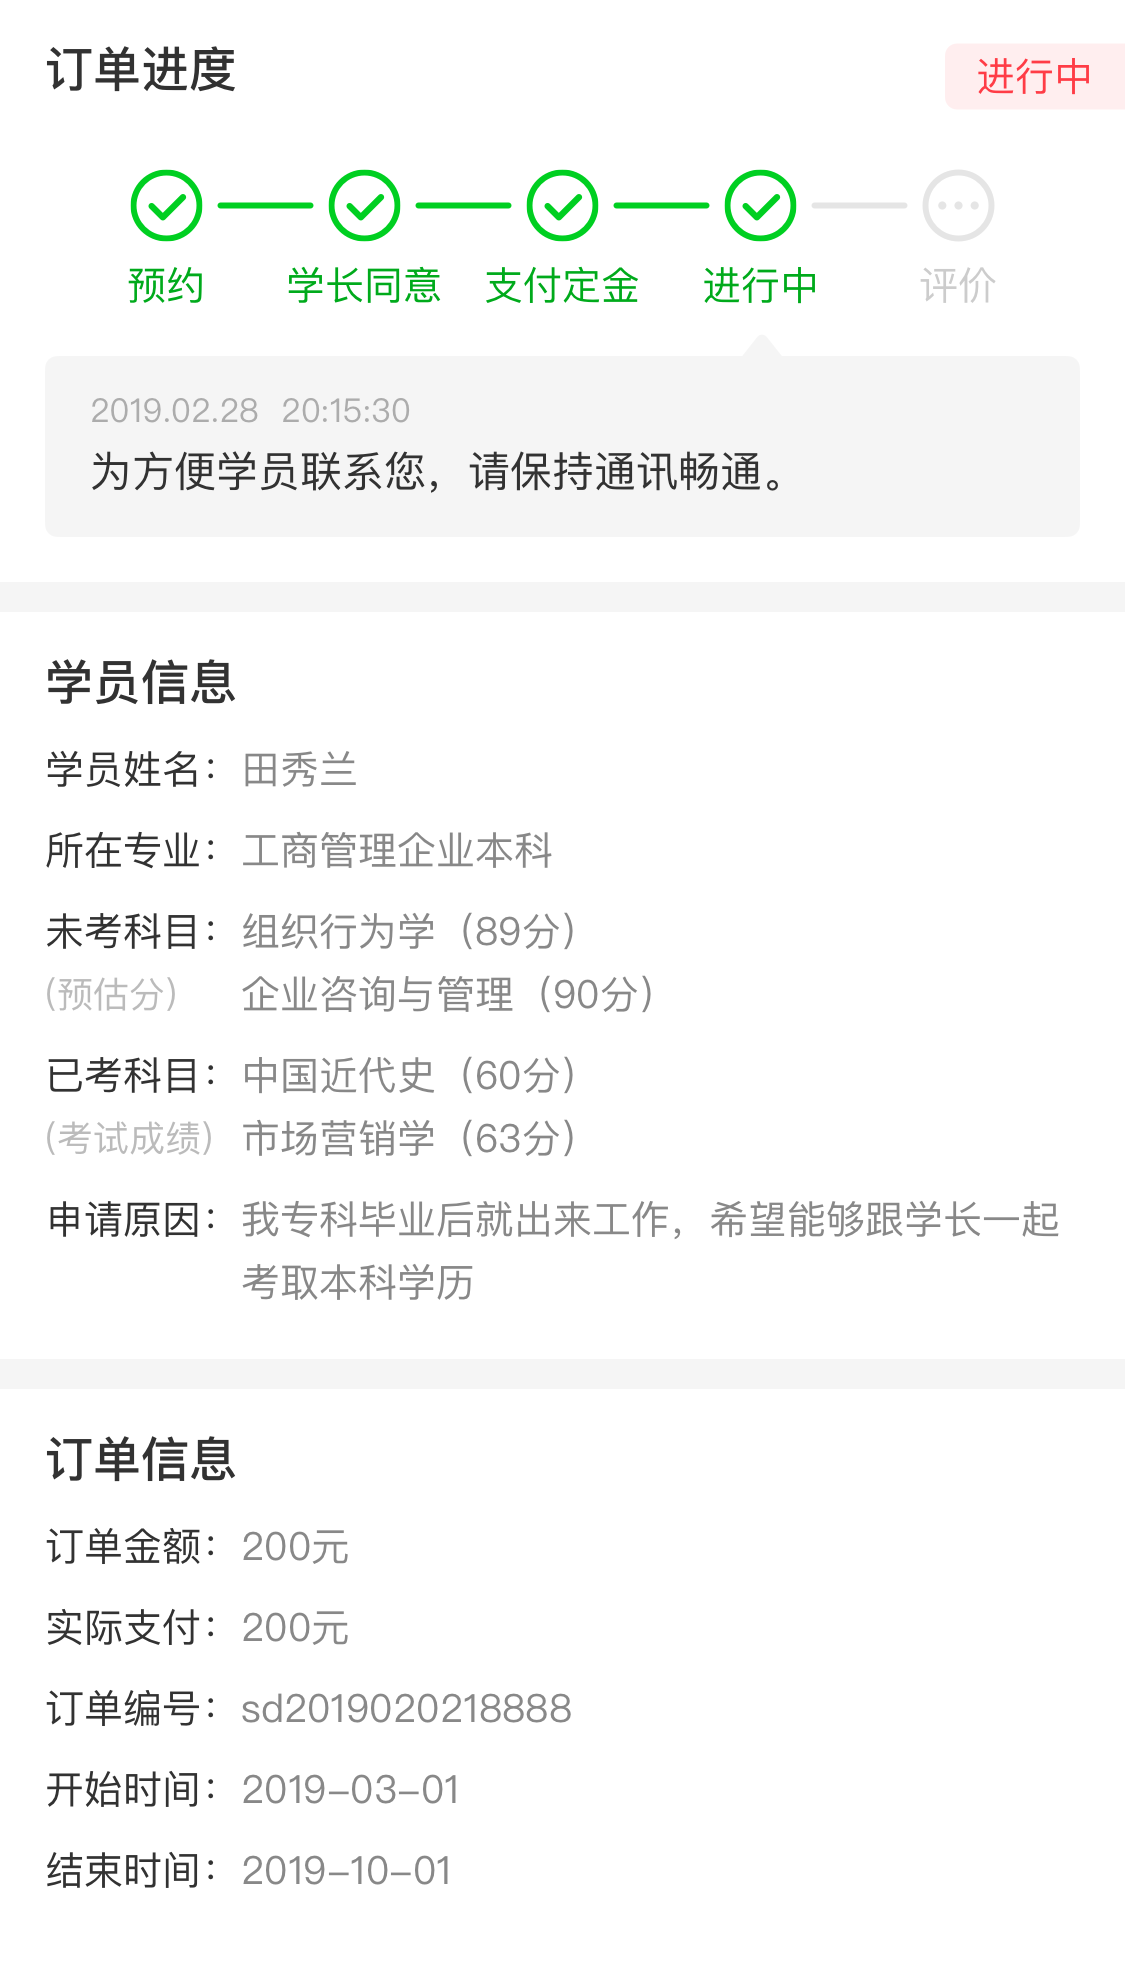 订单进度
进行中
预约 学长同意 支付定金 进行中 评价
2019.02.28 20:15:30
为方便学员联系您，请保持通讯畅通。
学员信息
学员姓名：田秀兰
所在专业：工商管理企业本科
未考科目：组织行为学（89分）
(预估分) 企业咨询与管理（90分）
已考科目：中国近代史（60分）
(考试成绩) 市场营销学（63分）
申请原因：我专科毕业后就出来工作，希望能够跟学长一起
考取本科学历
订单信息
订单金额：200元
实际支付：200元
订单编号：sd2019020218888
开始时间：2019-03-01
结束时间：2019-10-01